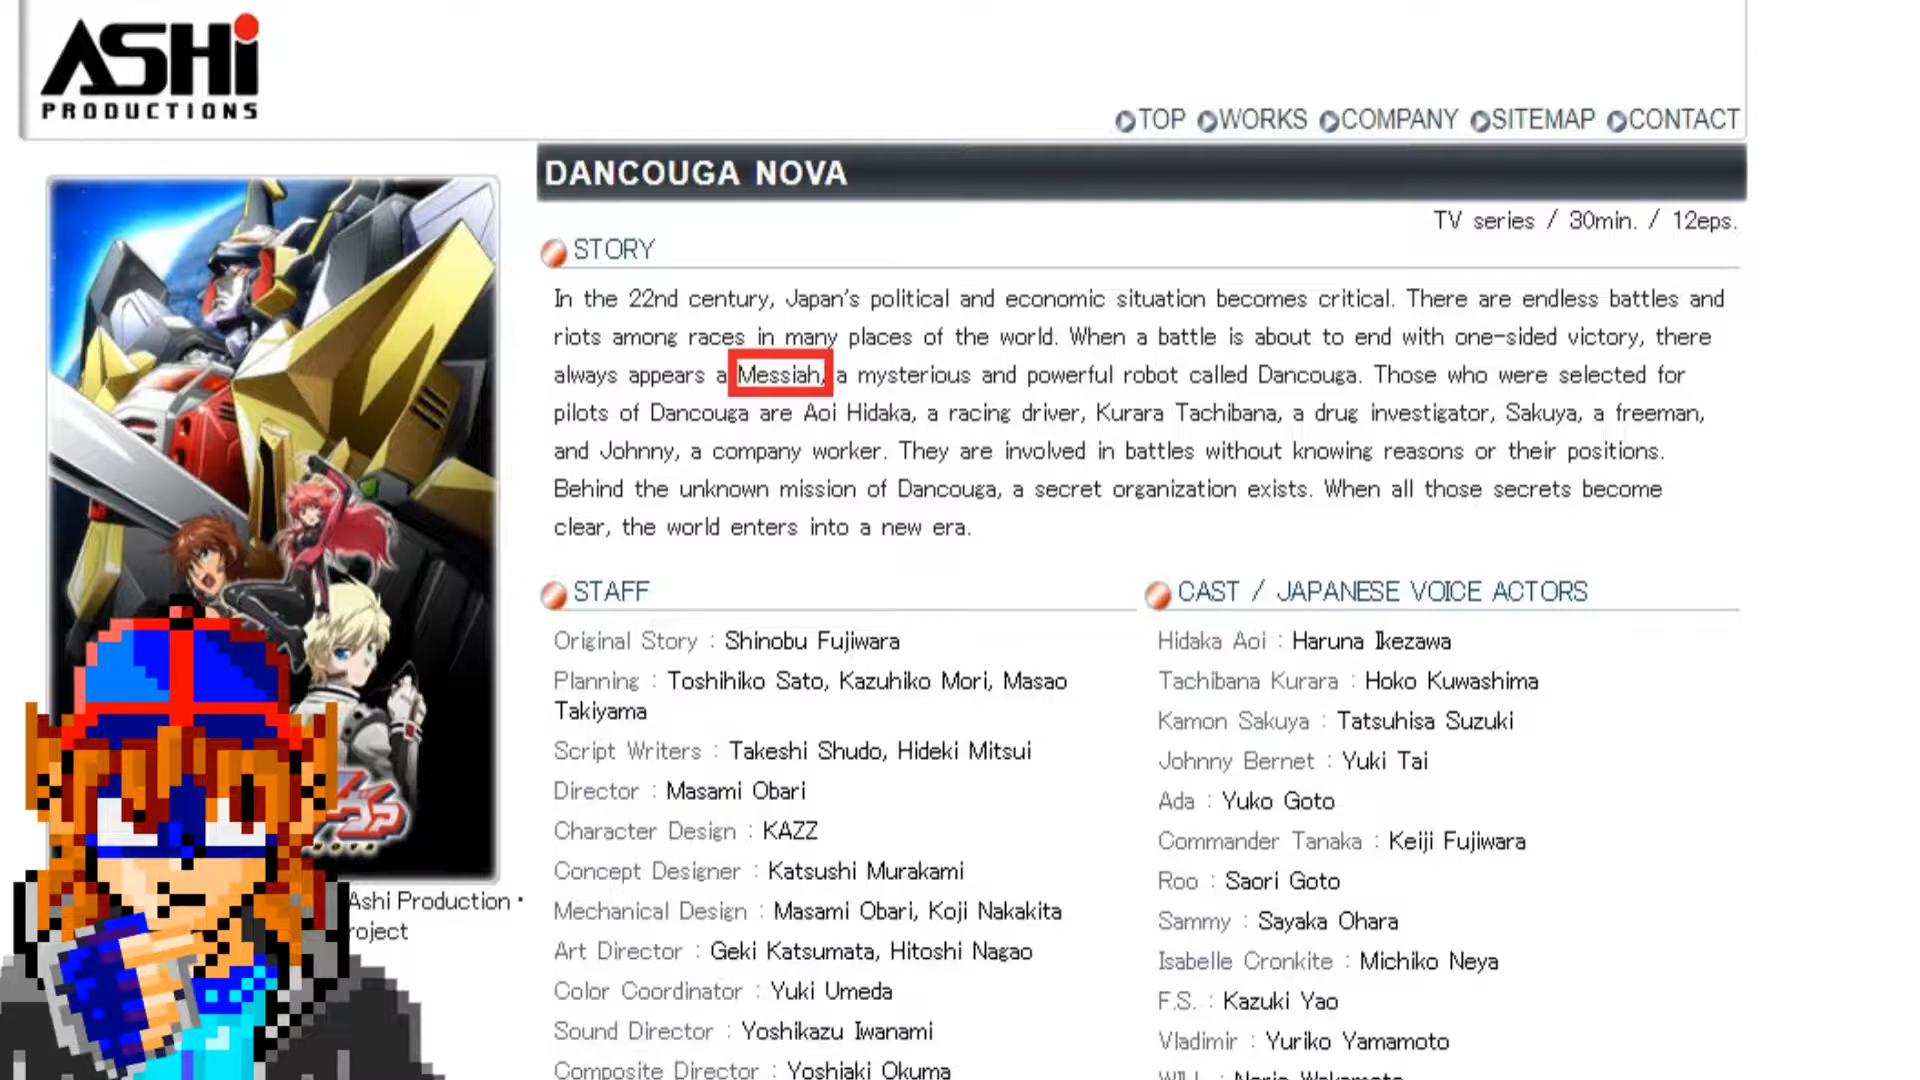 ASHi
PRODUCTIONS
TOP WORKS COMPANY SITEMAP CONTACT
DANCOUGA NOVA
TV series / 30min. / 12eps.
STORY
In the 22nd century, Japan's political and economic situation becomes critical. There are endless battles and
riots among races in many places of the world. When a battle is about to end with one-sided victory, there
always appears a Messiah, a mysterious and powerful robot called Dancouga. Those who were selected for
pilots of Dancouga are Aoi Hidaka, a racing driver, Kurara Tachibana, a drug investigator, Sakuya, a freeman,
and Johnny, a company worker. They are involved in battles without knowing reasons or their positions.
Behind the unknown mission of Dancouga, a secret organization exists. When all those secrets become
clear, the world enters into a new era.
STAFF
Original Story : Shinobu Fujiwara
Planning : Toshihiko Sato, Kazuhiko Mori, Masao
Takiyama
Script Writers : Takeshi Shudo, Hideki Mitsui
Director : Masami Obari
Character Design : KAZZ
Concept Designer : Katsushi Murakami
Mechanical Design : Masami Obari, Koji Nakakita
Art Director : Geki Katsumata, Hitoshi Nagao
Color Coordinator : Yuki Umeda
Sound Director : Yoshikazu Iwanami
Composite Director : Yoshiaki Okuma
CAST / JAPANESE VOICE ACTORS
Hidaka Aoi : Haruna Ikezawa
Tachibana Kurara : Hoko Kuwashima
Kamon Sakuya : Tatsuhisa Suzuki
Johnny Bernet : Yuki Tai
Ada : Yuko Goto
Commander Tanaka : Keiji Fujiwara
Roo : Saori Goto
Sammy : Sayaka Ohara
Isabelle Cronkite : Michiko Neya
F.S. : Kazuki Yao
Vladimir : Yuriko Yamamoto
Ashi Production・
roject